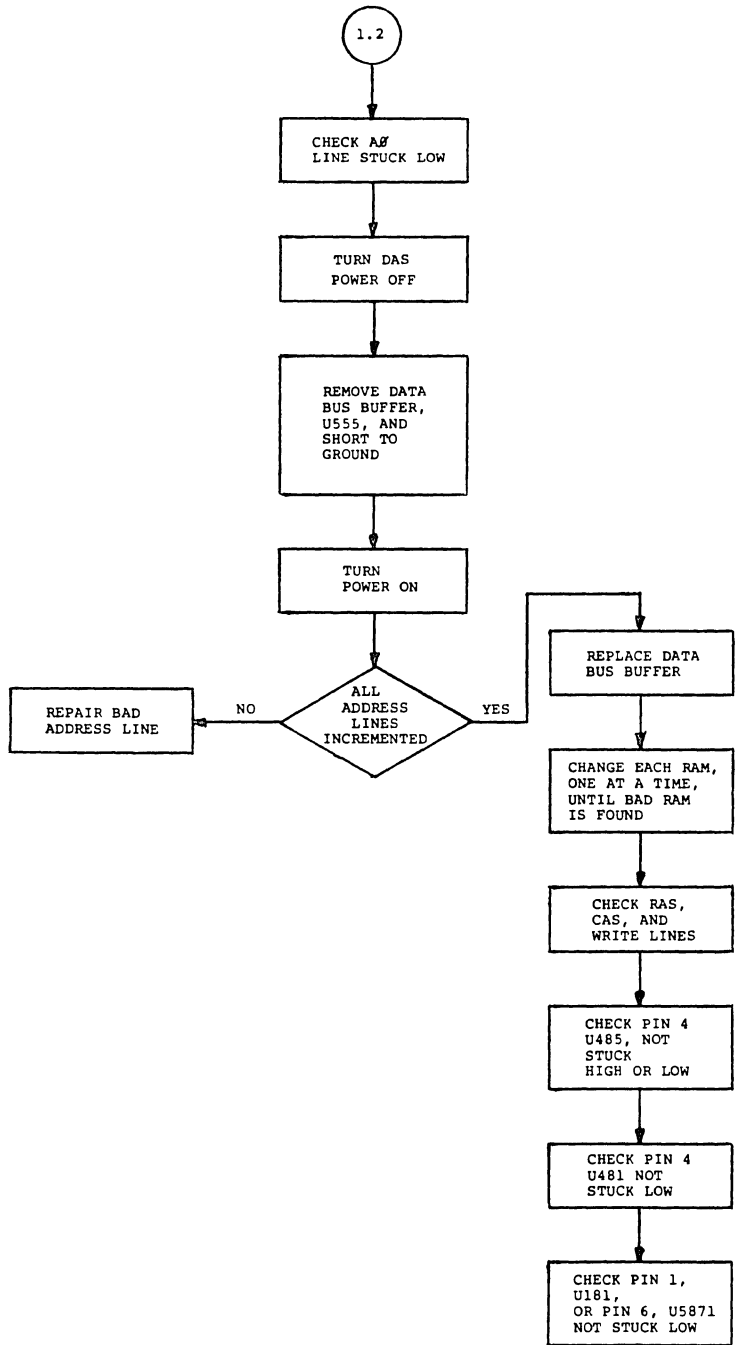 1.2
CHECK AØ
LINE STUCK LOW
TURN DAS
POWER OFF
REMOVE DATA
BUS BUFFER,
U555, AND
SHORT TO
GROUND
TURN
POWER ON
ALL
ADDRESS
LINES
INCREMENTED
NO
REPAIR BAD
ADDRESS LINE
YES
REPLACE DATA
BUS BUFFER
CHANGE EACH RAM,
ONE AT A TIME,
UNTIL BAD RAM
IS FOUND
CHECK RAS,
CAS, AND
WRITE LINES
CHECK PIN 4
U485, NOT
STUCK
HIGH OR LOW
CHECK PIN 4
U481 NOT
STUCK LOW
CHECK PIN 1,
U181,
OR PIN 6, U5871
NOT STUCK LOW